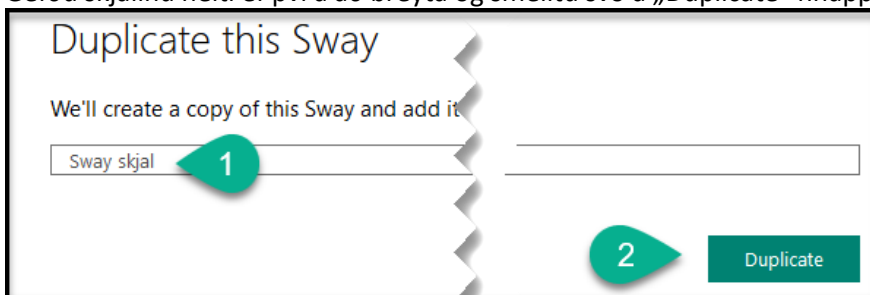 Duplicate this Sway
We'll create a copy of this Sway and add it
Sway skjal
1
2
Duplicate